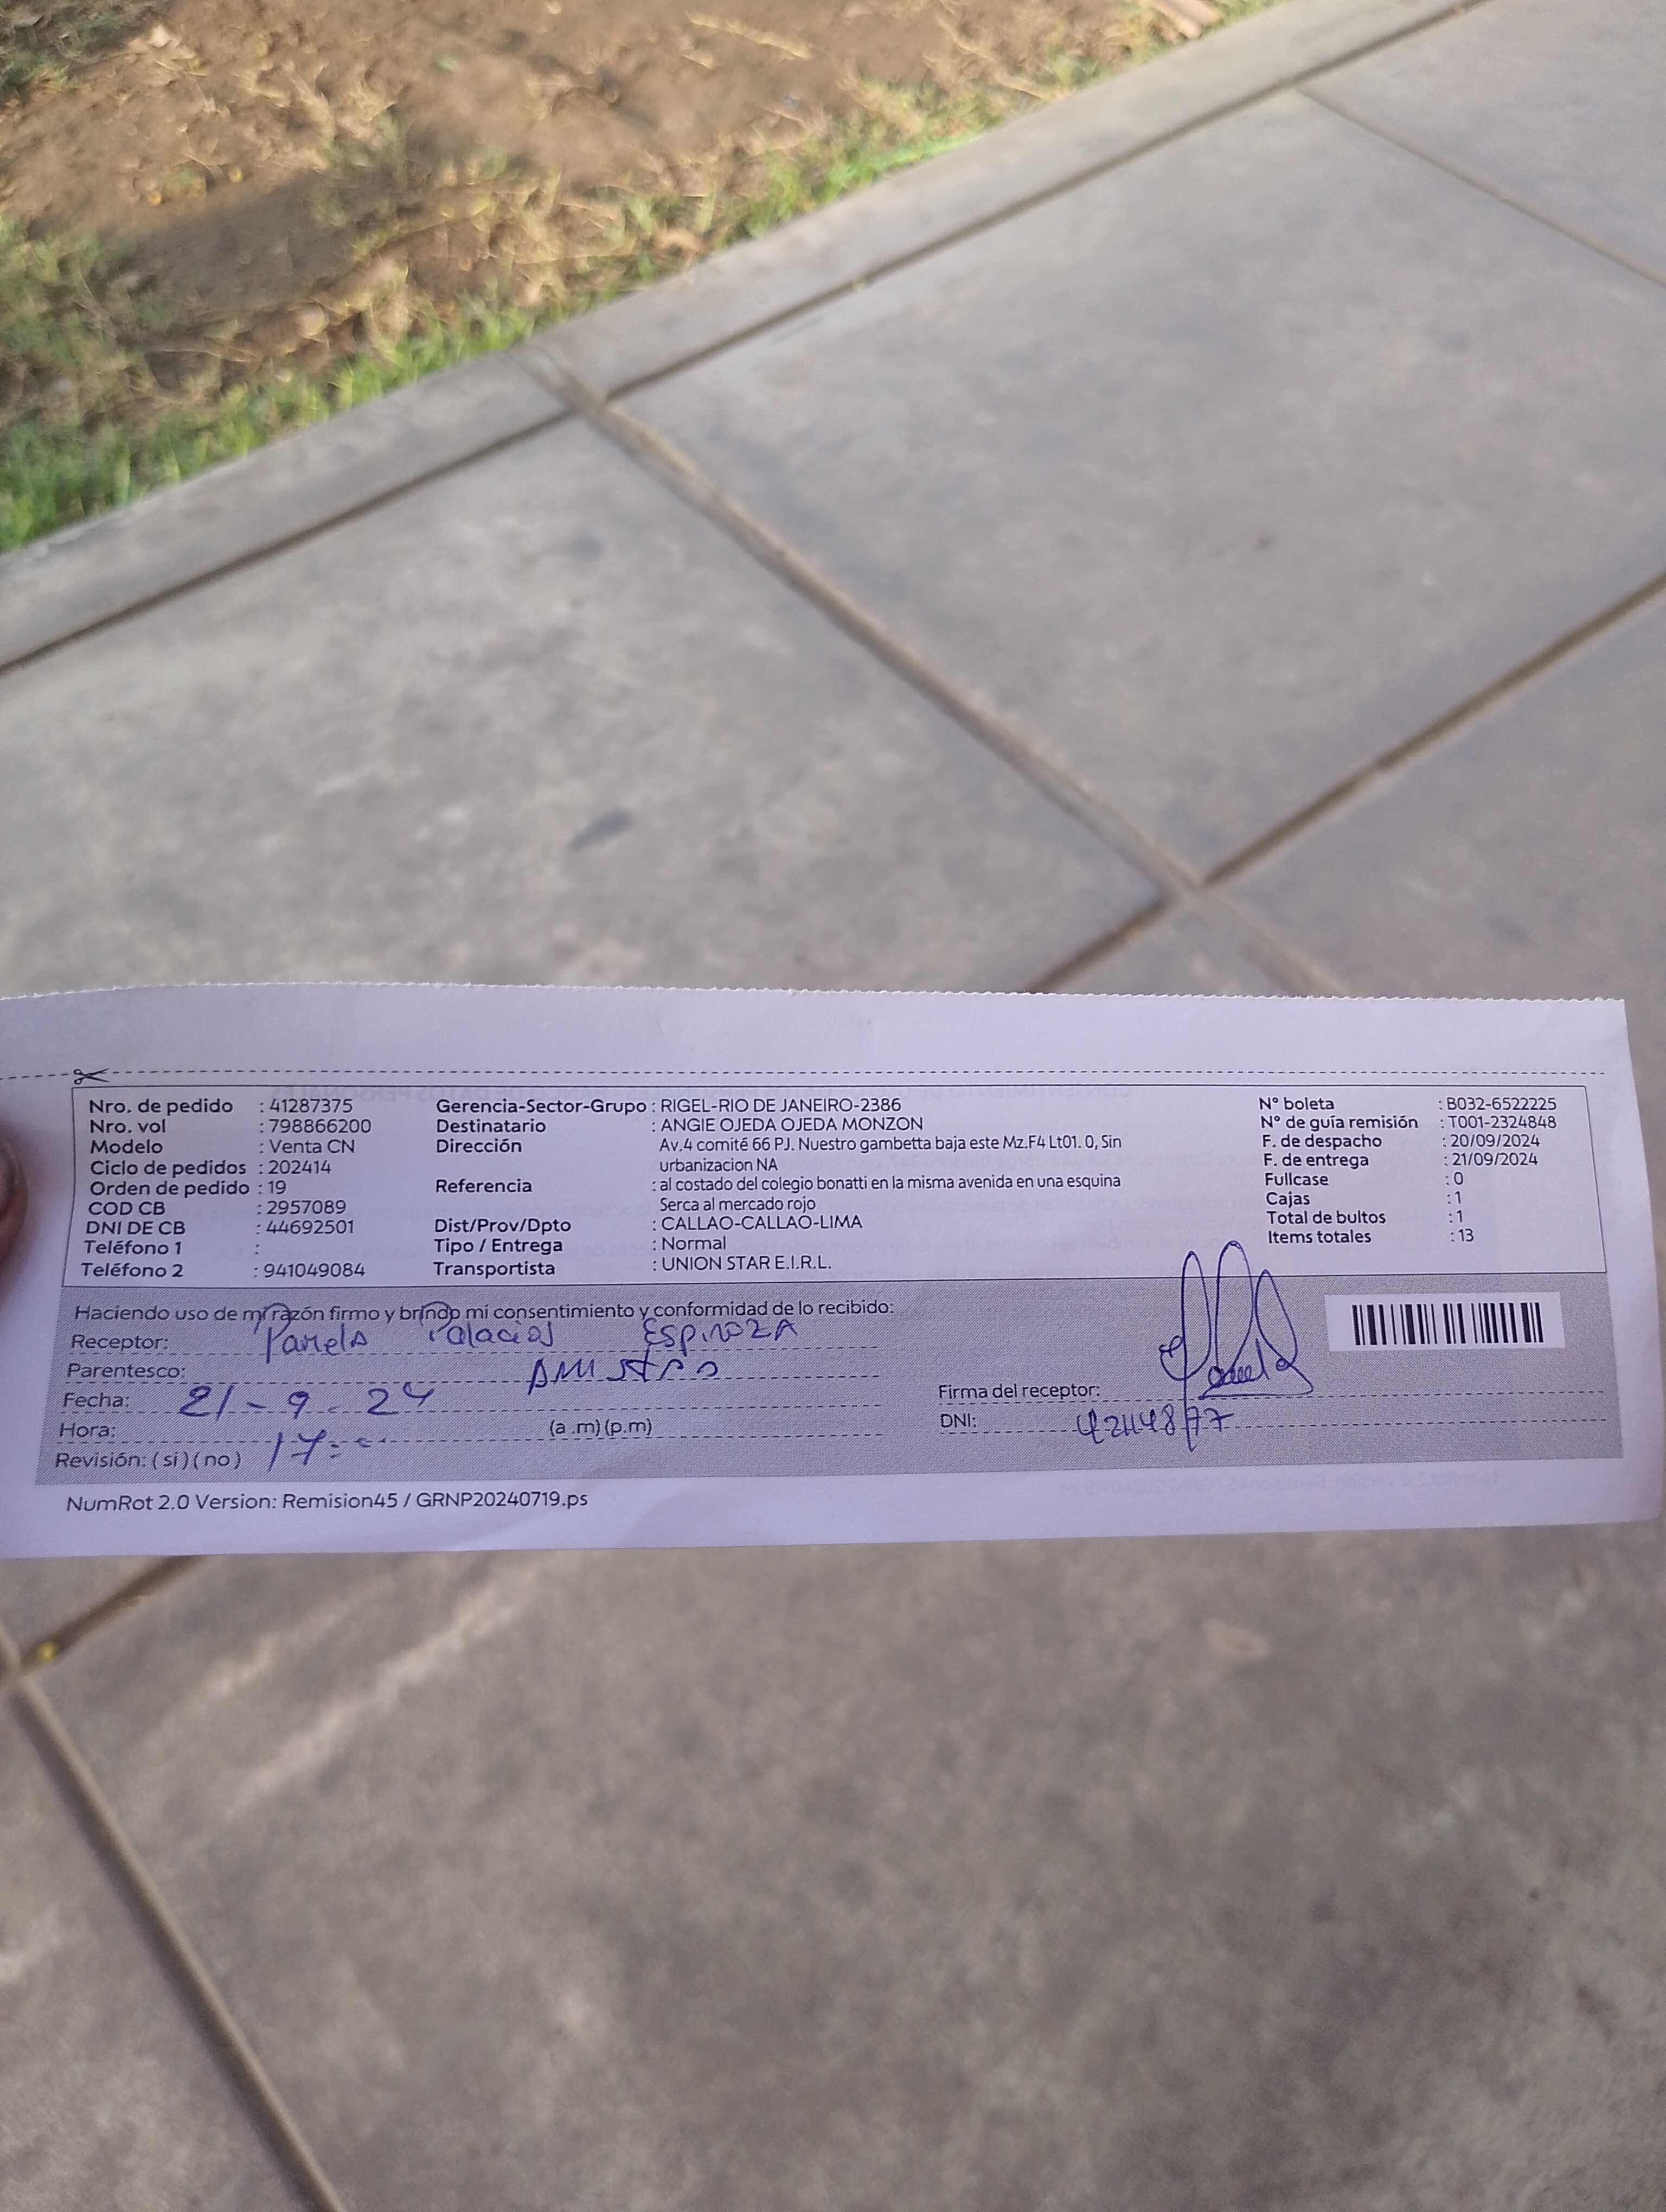 Nro. de pedido : 41287375
Nro. vol : 798866200
Modelo : Venta CN
Ciclo de pedidos : 202414
Orden de pedido : 19
COD CB : 2957089
DNI DE CB : 44692501
Teléfono 1 :
Teléfono 2 : 941049084
Gerencia-Sector-Grupo : RIGEL-RIO DE JANEIRO-2386
Destinatario : ANGIE OJEDA OJEDA MONZON
Dirección Av.4 comité 66 PJ. Nuestro gambetta baja este Mz.F4 Lt01. 0, Sin
urbanizacion NA
Referencia : al costado del colegio bonatti en la misma avenida en una esquina
Serca al mercado rojo
Dist/Prov/Dpto : CALLAO-CALLAO-LIMA
Tipo / Entrega : Normal
Transportista : UNION STAR E.I.R.L.
N° boleta : B032-6522225
N° de guía remisión : T001-2324848
F. de despacho : 20/09/2024
F. de entrega : 21/09/2024
Fullcase : 0
Cajas : 1
Total de bultos : 1
Items totales : 13
Haciendo uso de mi razón firmo y brindo mi consentimiento y conformidad de lo recibido:
Receptor: Pamela Palacios ESPINOZA
Parentesco: AMISTAD
Fecha: 21-9-24
Hora: 17: (a .m) (p.m)
Revisión: ( si ) ( no )
Firma del receptor:
DNI:
NumRot 2.0 Version: Remision45 / GRNP20240719.ps